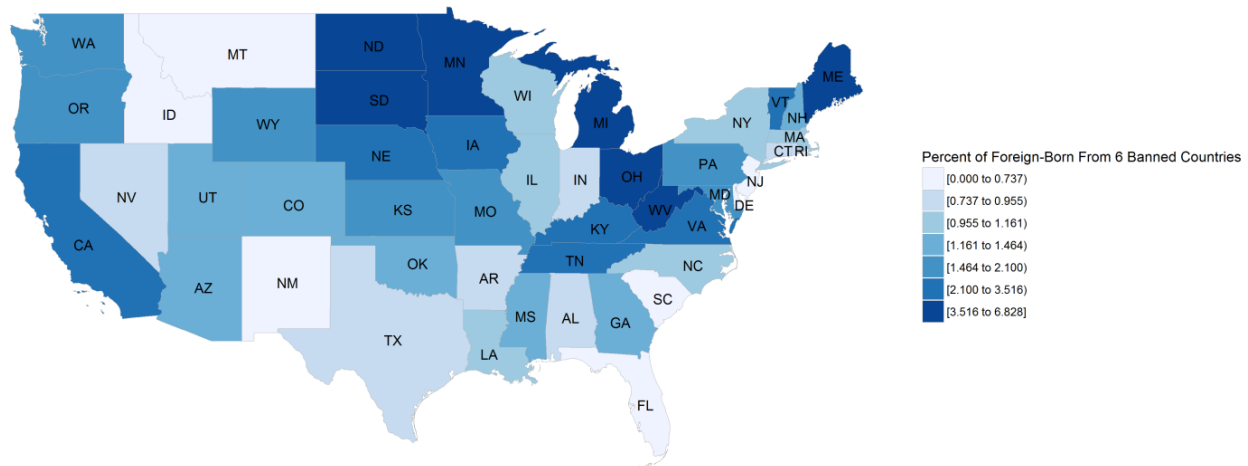 WA
MT
ND
MN
ME
OR
ID
SD
WI
VT
NH
WY
MI
NY
MA
CT RI
NE
IA
PA
NV
UT
CO
IL
IN
OH
NJ
MD
DE
CA
KS
MO
WV
KY
VA
AZ
NM
OK
AR
TN
NC
SC
TX
MS
AL
GA
LA
FL
Percent of Foreign-Born From 6 Banned Countries
[0.000 to 0.737)
[0.737 to 0.955)
[0.955 to 1.161)
[1.161 to 1.464)
[1.464 to 2.100)
[2.100 to 3.516)
[3.516 to 6.828]